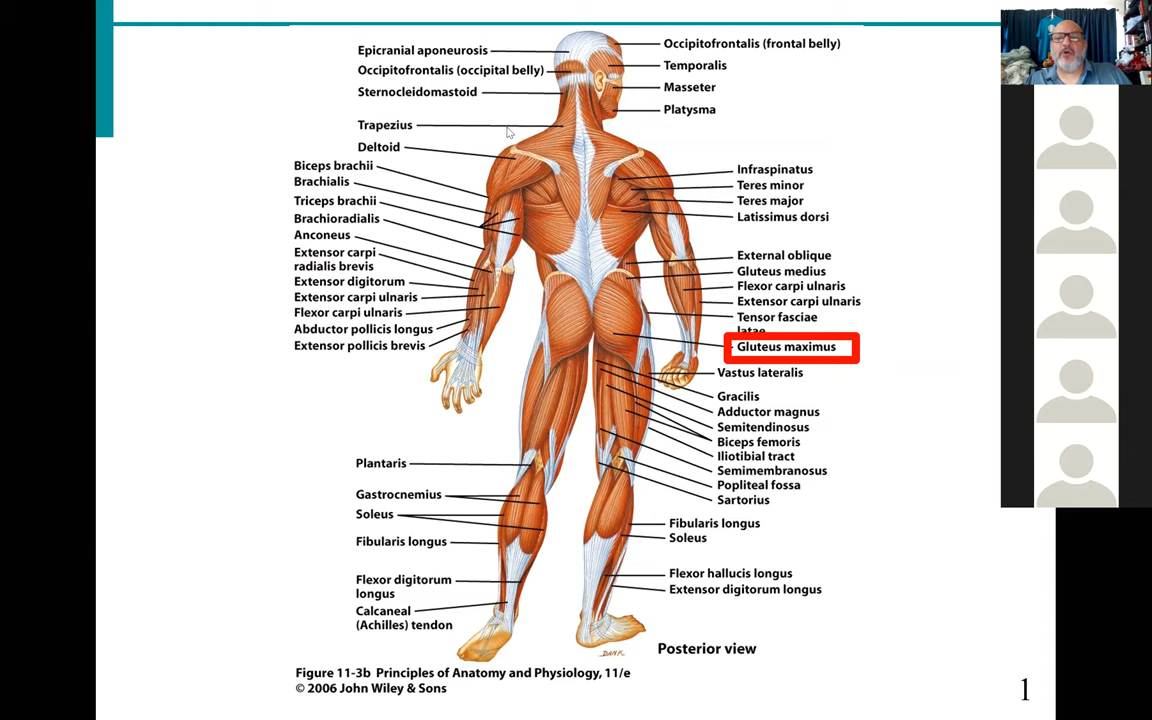 Epicranial aponeurosis
Occipitofrontalis (occipital belly)
Sternocleidomastoid
Trapezius
Deltoid
Biceps brachii
Brachialis
Triceps brachii
Brachioradialis
Anconeus
Extensor carpi
radialis brevis
Extensor digitorum
Extensor carpi ulnaris
Flexor carpi ulnaris
Abductor pollicis longus
Extensor pollicis brevis
Plantaris
Gastrocnemius
Soleus
Fibularis longus
Flexor digitorum
longus
Calcaneal
(Achilles) tendon
Occipitofrontalis (frontal belly)
Temporalis
Masseter
Platysma
Infraspinatus
Teres minor
Teres major
Latissimus dorsi
External oblique
Gluteus medius
Flexor carpi ulnaris
Extensor carpi ulnaris
Tensor fasciae
latae
Gluteus maximus
Vastus lateralis
Gracilis
Adductor magnus
Semitendinosus
Biceps femoris
Iliotibial tract
Semimembranosus
Popliteal fossa
Sartorius
Fibularis longus
Soleus
Flexor hallucis longus
Extensor digitorum longus
Posterior view
Figure 11-3b Principles of Anatomy and Physiology, 11/e
© 2006 John Wiley & Sons
1